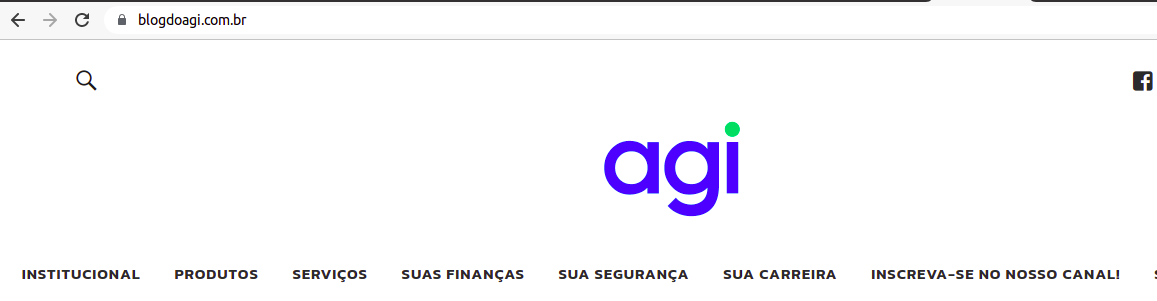 blogdoagi.com.br
agi
INSTITUCIONAL PRODUTOS SERVIÇOS SUAS FINANÇAS SUA SEGURANÇA SUA CARREIRA INSCREVA-SE NO NOSSO CANAL!